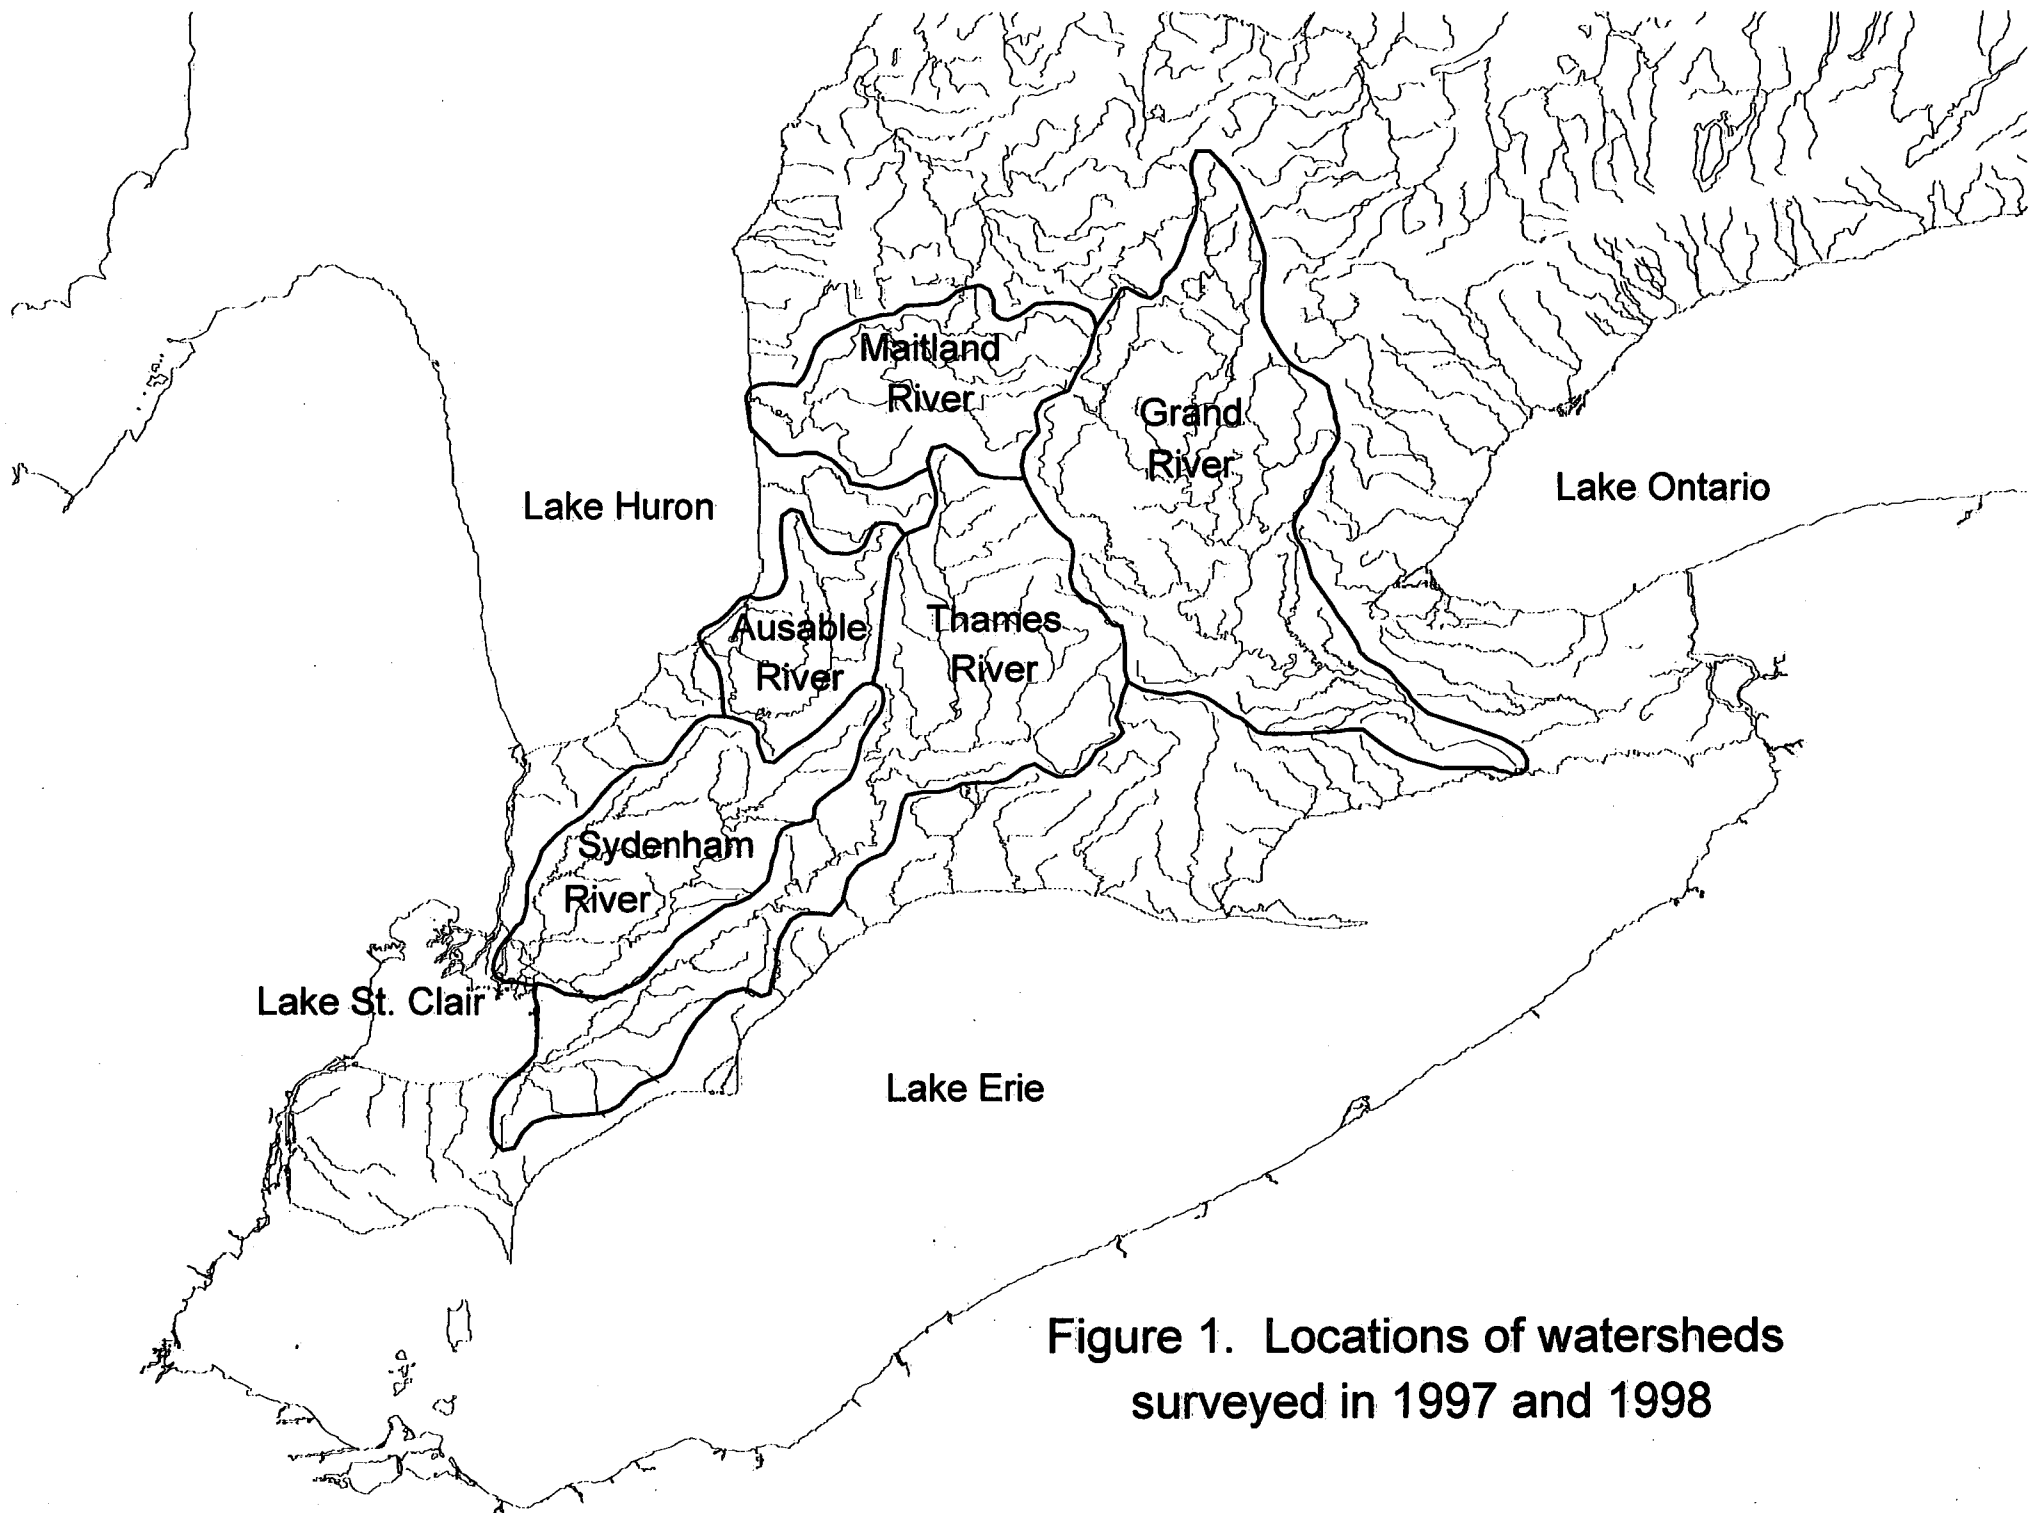 Maitland
River
Grand
River
Lake Ontario
Lake Huron
Ausable
River
Thames
River
Sydenham
River
Lake St. Clair
Lake Erie
Figure 1. Locations of watersheds
surveyed in 1997 and 1998